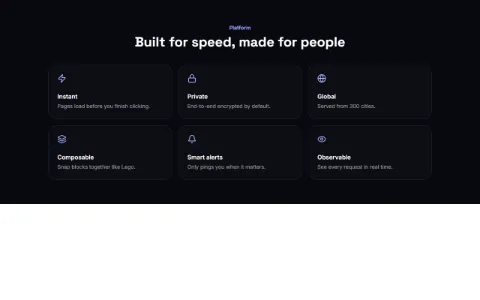 Platform
Built for speed, made for people
Instant
Pages load before you finish clicking.
Private
End-to-end encrypted by default.
Global
Served from 300 cities.
Composable
Snap blocks together like Lego.
Smart alerts
Only pings you when it matters.
Observable
See every request in real time.